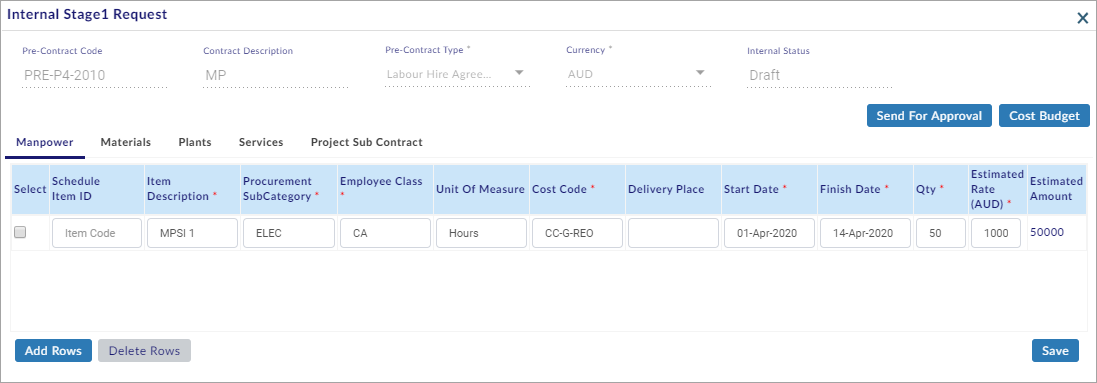 Internal Stage1 Request
×
Pre-Contract Code Contract Description Pre-Contract Type * Currency * Internal Status
PRE-P4-2010 MP Labour Hire Agree... AUD Draft
Send For Approval Cost Budget
Manpower Materials Plants Services Project Sub Contract
Select Schedule Item ID Item Description * Procurement SubCategory * Employee Class * Unit Of Measure Cost Code * Delivery Place Start Date * Finish Date * Qty * Estimated Rate (AUD) * Estimated Amount
Item Code MPSI 1 ELEC CA Hours CC-G-REO 01-Apr-2020 14-Apr-2020 50 1000 50000
Add Rows Delete Rows Save